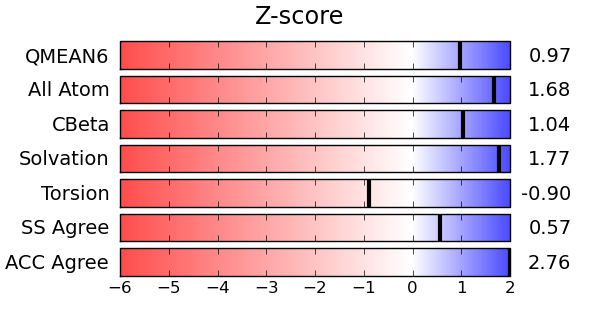 Z-score
QMEAN6 0.97
All Atom 1.68
CBeta 1.04
Solvation 1.77
Torsion -0.90
SS Agree 0.57
ACC Agree 2.76
−6 −5 −4 −3 −2 −1 0 1 2